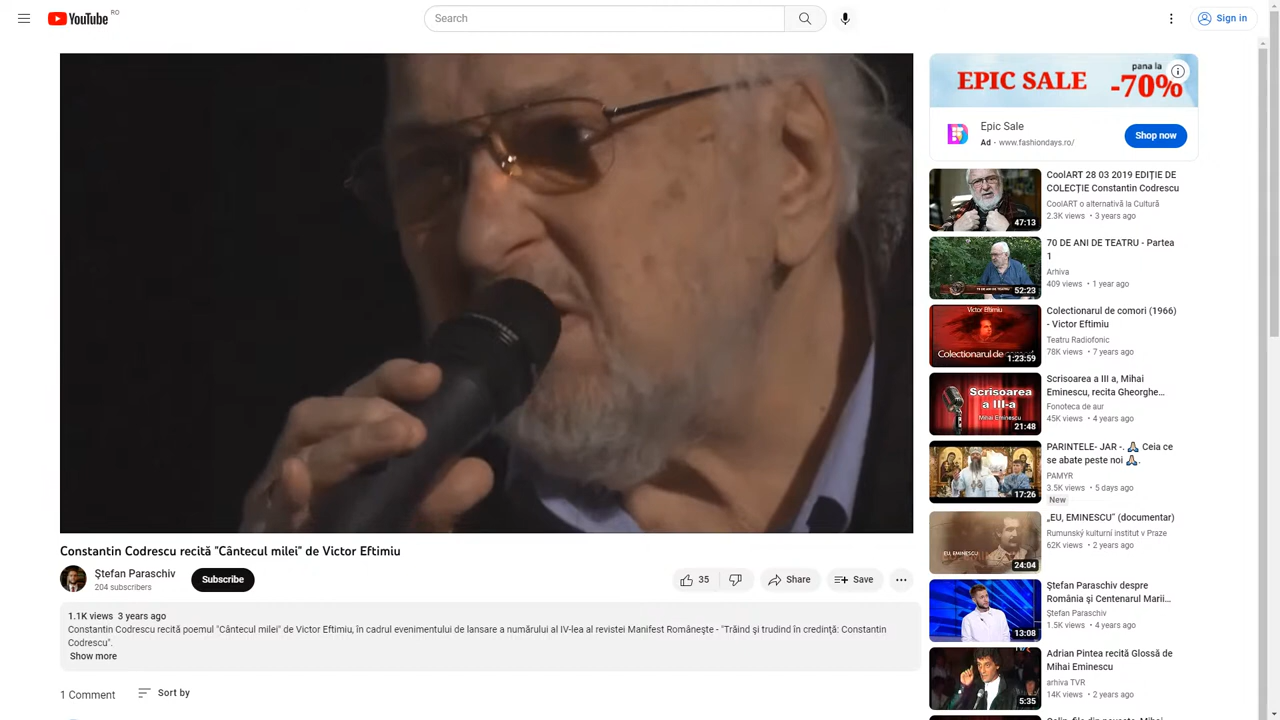 YouTube RO
Search
Sign in
EPIC SALE
pana la
-70%
Epic Sale
Ad - www.fashiondays.ro/
Shop now
CoolART 28 03 2019 EDIȚIE DE
COLECȚIE Constantin Codrescu
CoolART o alternativă la Cultură
2.3K views • 3 years ago
47:13
70 DE ANI DE TEATRU - Partea
1
Arhiva
409 views • 1 year ago
70 DE ANI DE TEATRU
52:23
Colectionarul de comori (1966)
- Victor Eftimiu
Teatru Radiofonic
78K views • 7 years ago
Victor Eftimiu
Colectionarul de
1:23:59
Scrisoarea a III a, Mihai
Eminescu, recita Gheorghe...
Fonoteca de aur
45K views • 4 years ago
Scrisoarea
a III-a
Mihai Eminescu
21:48
PARINTELE- JAR -. 🙏🏼 Ceia ce
se abate peste noi 🙏🏼.
PAMYR
3.5K views • 5 days ago
New
17:26
„EU, EMINESCU” (documentar)
Rumunský kulturní institut v Praze
62K views • 2 years ago
EU, EMINESCU
24:04
Ştefan Paraschiv despre
România și Centenarul Marii...
Ștefan Paraschiv
1.5K views • 4 years ago
13:08
Adrian Pintea recită Glossă de
Mihai Eminescu
arhiva TVR
14K views • 2 years ago
5:35
Constantin Codrescu recită "Cântecul milei" de Victor Eftimiu
Ștefan Paraschiv
204 subscribers
Subscribe
35
Share
Save
1.1K views 3 years ago
Constantin Codrescu recită poemul "Cântecul milei" de Victor Eftimiu, în cadrul evenimentului de lansare a numărului al IV-lea al revistei Manifest Românește - "Trăind și trudind în credință: Constantin
Codrescu".
Show more
1 Comment
Sort by